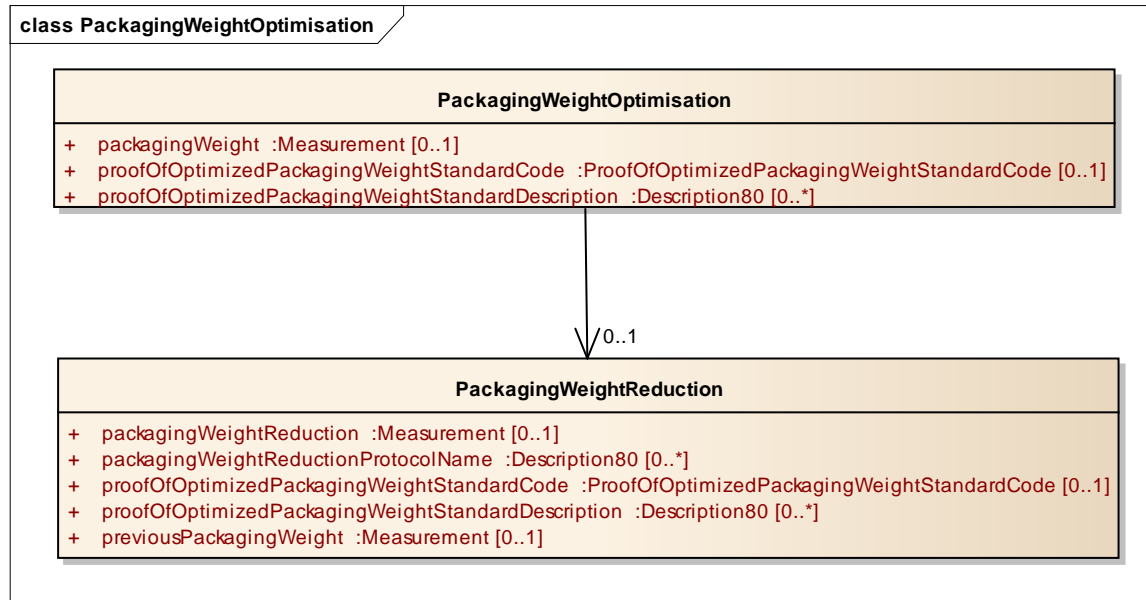 class PackagingWeightOptimisation
PackagingWeightOptimisation
+ packagingWeight :Measurement [0..1]
+ proofOfOptimizedPackagingWeightStandardCode :ProofOfOptimizedPackagingWeightStandardCode [0..1]
+ proofOfOptimizedPackagingWeightStandardDescription :Description80 [0..*]
0..1
PackagingWeightReduction
+ packagingWeightReduction :Measurement [0..1]
+ packagingWeightReductionProtocolName :Description80 [0..*]
+ proofOfOptimizedPackagingWeightStandardCode :ProofOfOptimizedPackagingWeightStandardCode [0..1]
+ proofOfOptimizedPackagingWeightStandardDescription :Description80 [0..*]
+ previousPackagingWeight :Measurement [0..1]